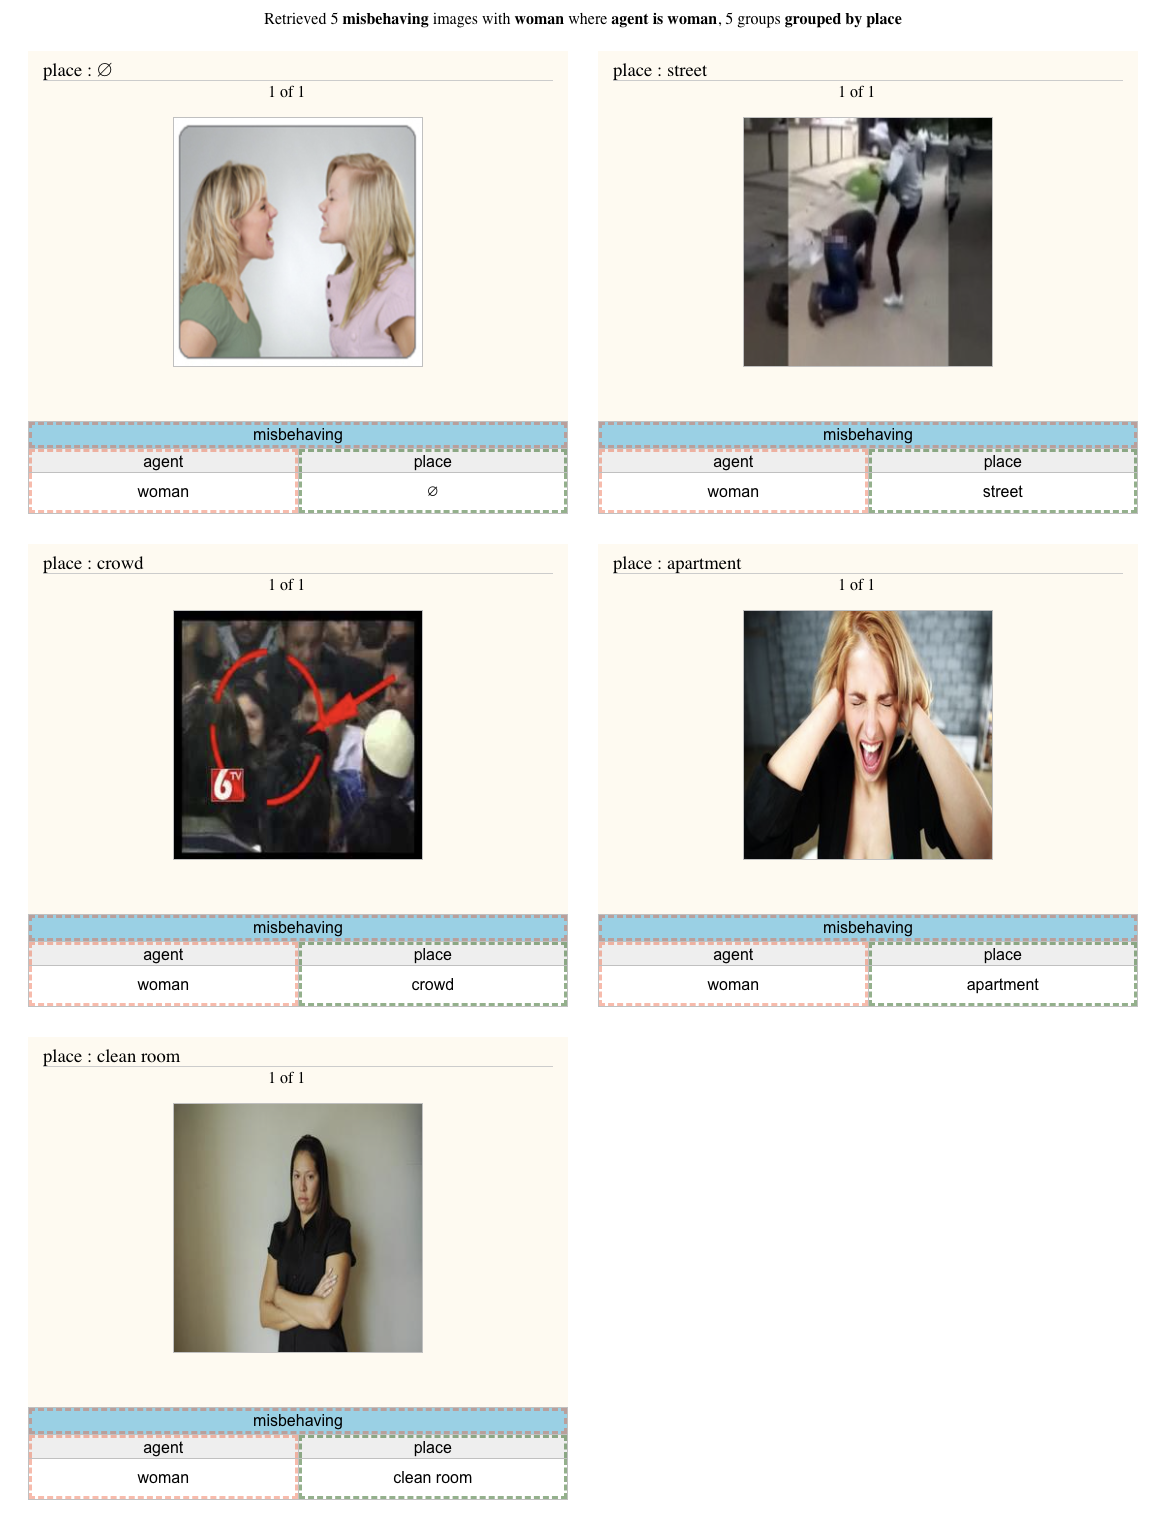 Retrieved 5 misbehaving images with woman where agent is woman, 5 groups grouped by place
place : ∅
1 of 1
misbehaving
agent place
woman ∅
place : street
1 of 1
misbehaving
agent place
woman street
place : crowd
1 of 1
6 TV
misbehaving
agent place
woman crowd
place : apartment
1 of 1
misbehaving
agent place
woman apartment
place : clean room
1 of 1
misbehaving
agent place
woman clean room